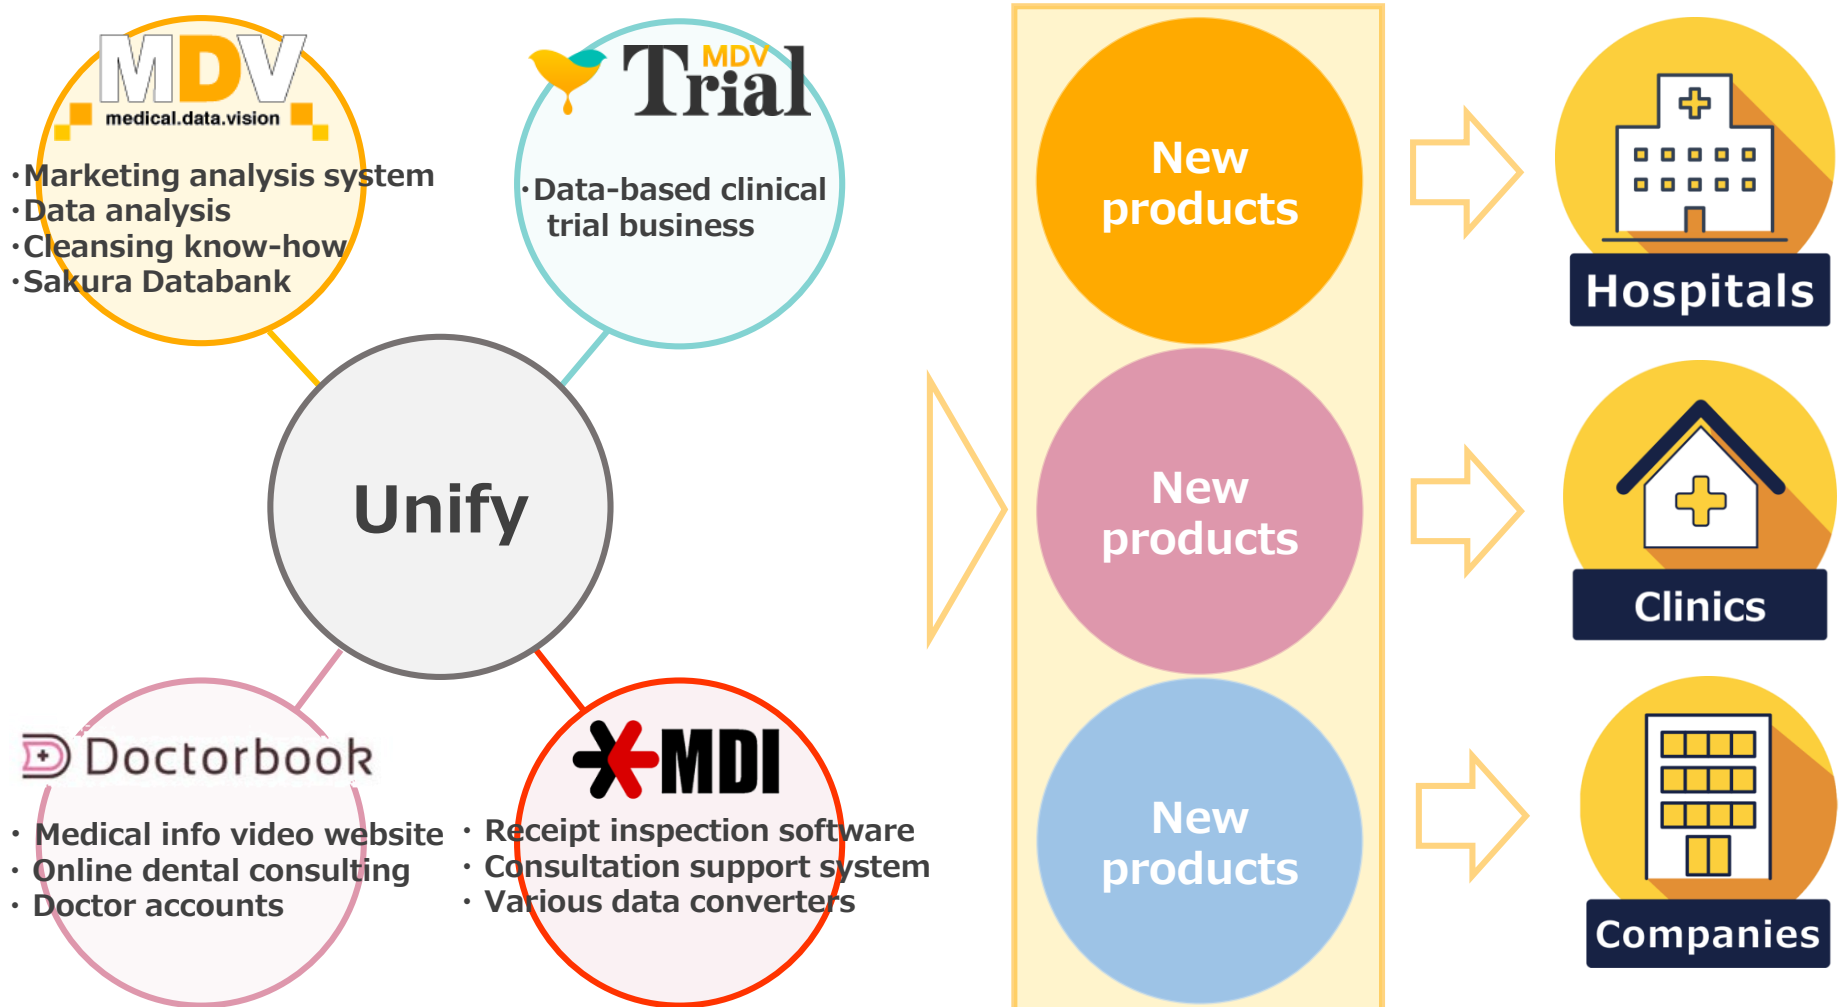 MDV
medical.data.vision
・Marketing analysis system
・Data analysis
・Cleansing know-how
・Sakura Databank
MDV
Trial
・Data-based clinical
trial business
Unify
Doctorbook
・ Medical info video website
・ Online dental consulting
・ Doctor accounts
MDI
・ Receipt inspection software
・ Consultation support system
・ Various data converters
New
products
New
products
New
products
Hospitals
Clinics
Companies